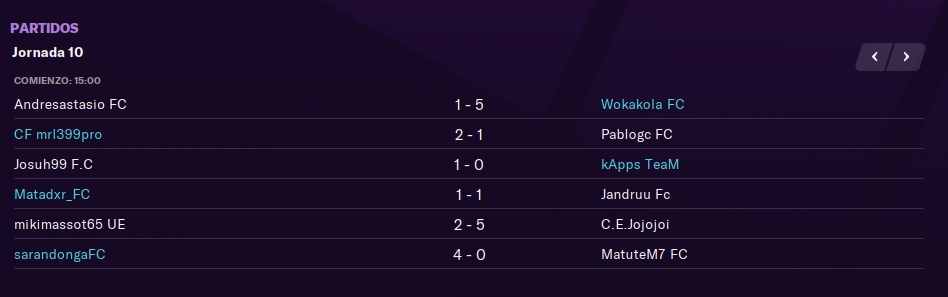 PARTIDOS
Jornada 10
COMIENZO: 15:00
Andresastasio FC 1 - 5 Wokakola FC
CF mrl399pro 2 - 1 Pablogc FC
Josuh99 F.C 1 - 0 kApps TeaM
Matadxr_FC 1 - 1 Jandruu Fc
mikimassot65 UE 2 - 5 C.E.Jojojoi
sarandongaFC 4 - 0 MatuteM7 FC